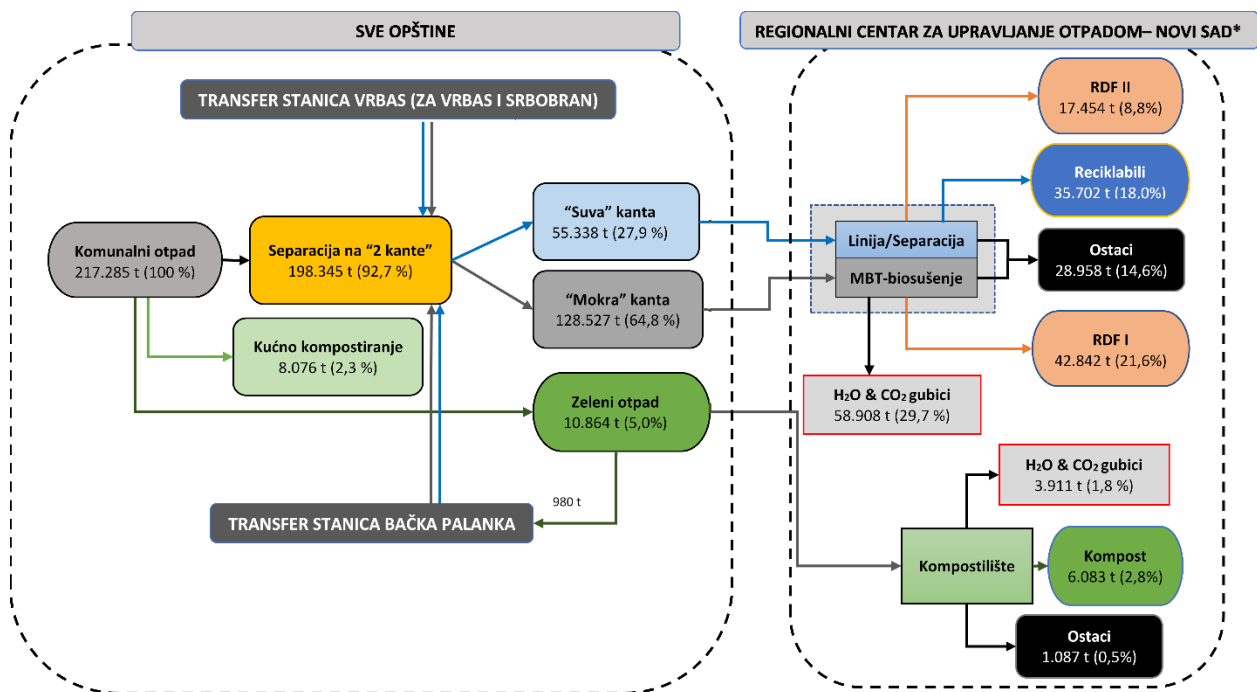 SVE OPŠTINE
REGIONALNI CENTAR ZA UPRAVLJANJE OTPADOM– NOVI SAD*
TRANSFER STANICA VRBAS (ZA VRBAS I SRBOBRAN)
Komunalni otpad
217.285 t (100 %)
Separacija na “2 kante”
198.345 t (92,7 %)
Kućno kompostiranje
8.076 t (2,3 %)
“Suva” kanta
55.338 t (27,9 %)
“Mokra” kanta
128.527 t (64,8 %)
Zeleni otpad
10.864 t (5,0%)
980 t
TRANSFER STANICA BAČKA PALANKA
Linija/Separacija
MBT-biosušenje
RDF II
17.454 t (8,8%)
Reciklabili
35.702 t (18,0%)
Ostaci
28.958 t (14,6%)
RDF I
42.842 t (21,6%)
H₂O & CO₂ gubici
58.908 t (29,7 %)
H₂O & CO₂ gubici
3.911 t (1,8 %)
Kompostilište
Kompost
6.083 t (2,8%)
Ostaci
1.087 t (0,5%)